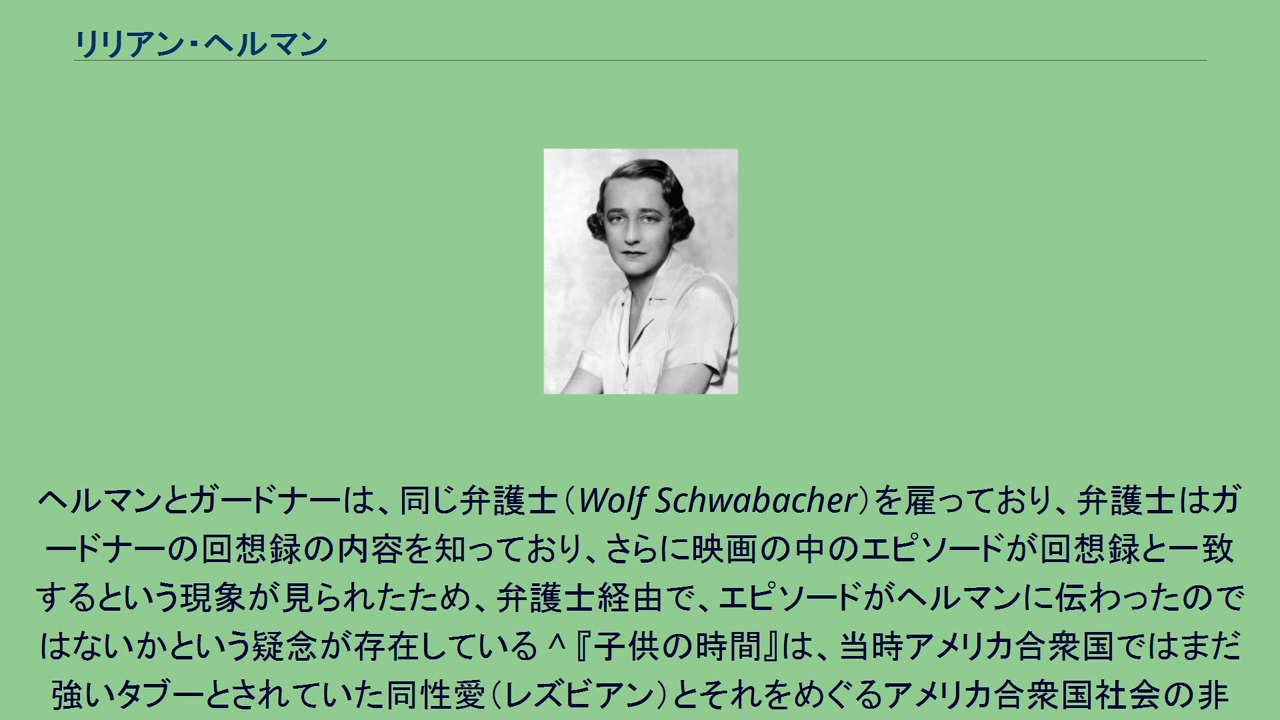 リリアン・ヘルマン
ヘルマンとガードナーは、同じ弁護士（Wolf Schwabacher）を雇っており、弁護士はガ
ードナーの回想録の内容を知っており、さらに映画の中のエピソードが回想録と一致
するという現象が見られたため、弁護士経由で、エピソードがヘルマンに伝わったので
はないかという疑念が存在している ^ 『子供の時間』は、当時アメリカ合衆国ではまだ
強いタブーとされていた同性愛（レズビアン）とそれをめぐるアメリカ合衆国社会の非